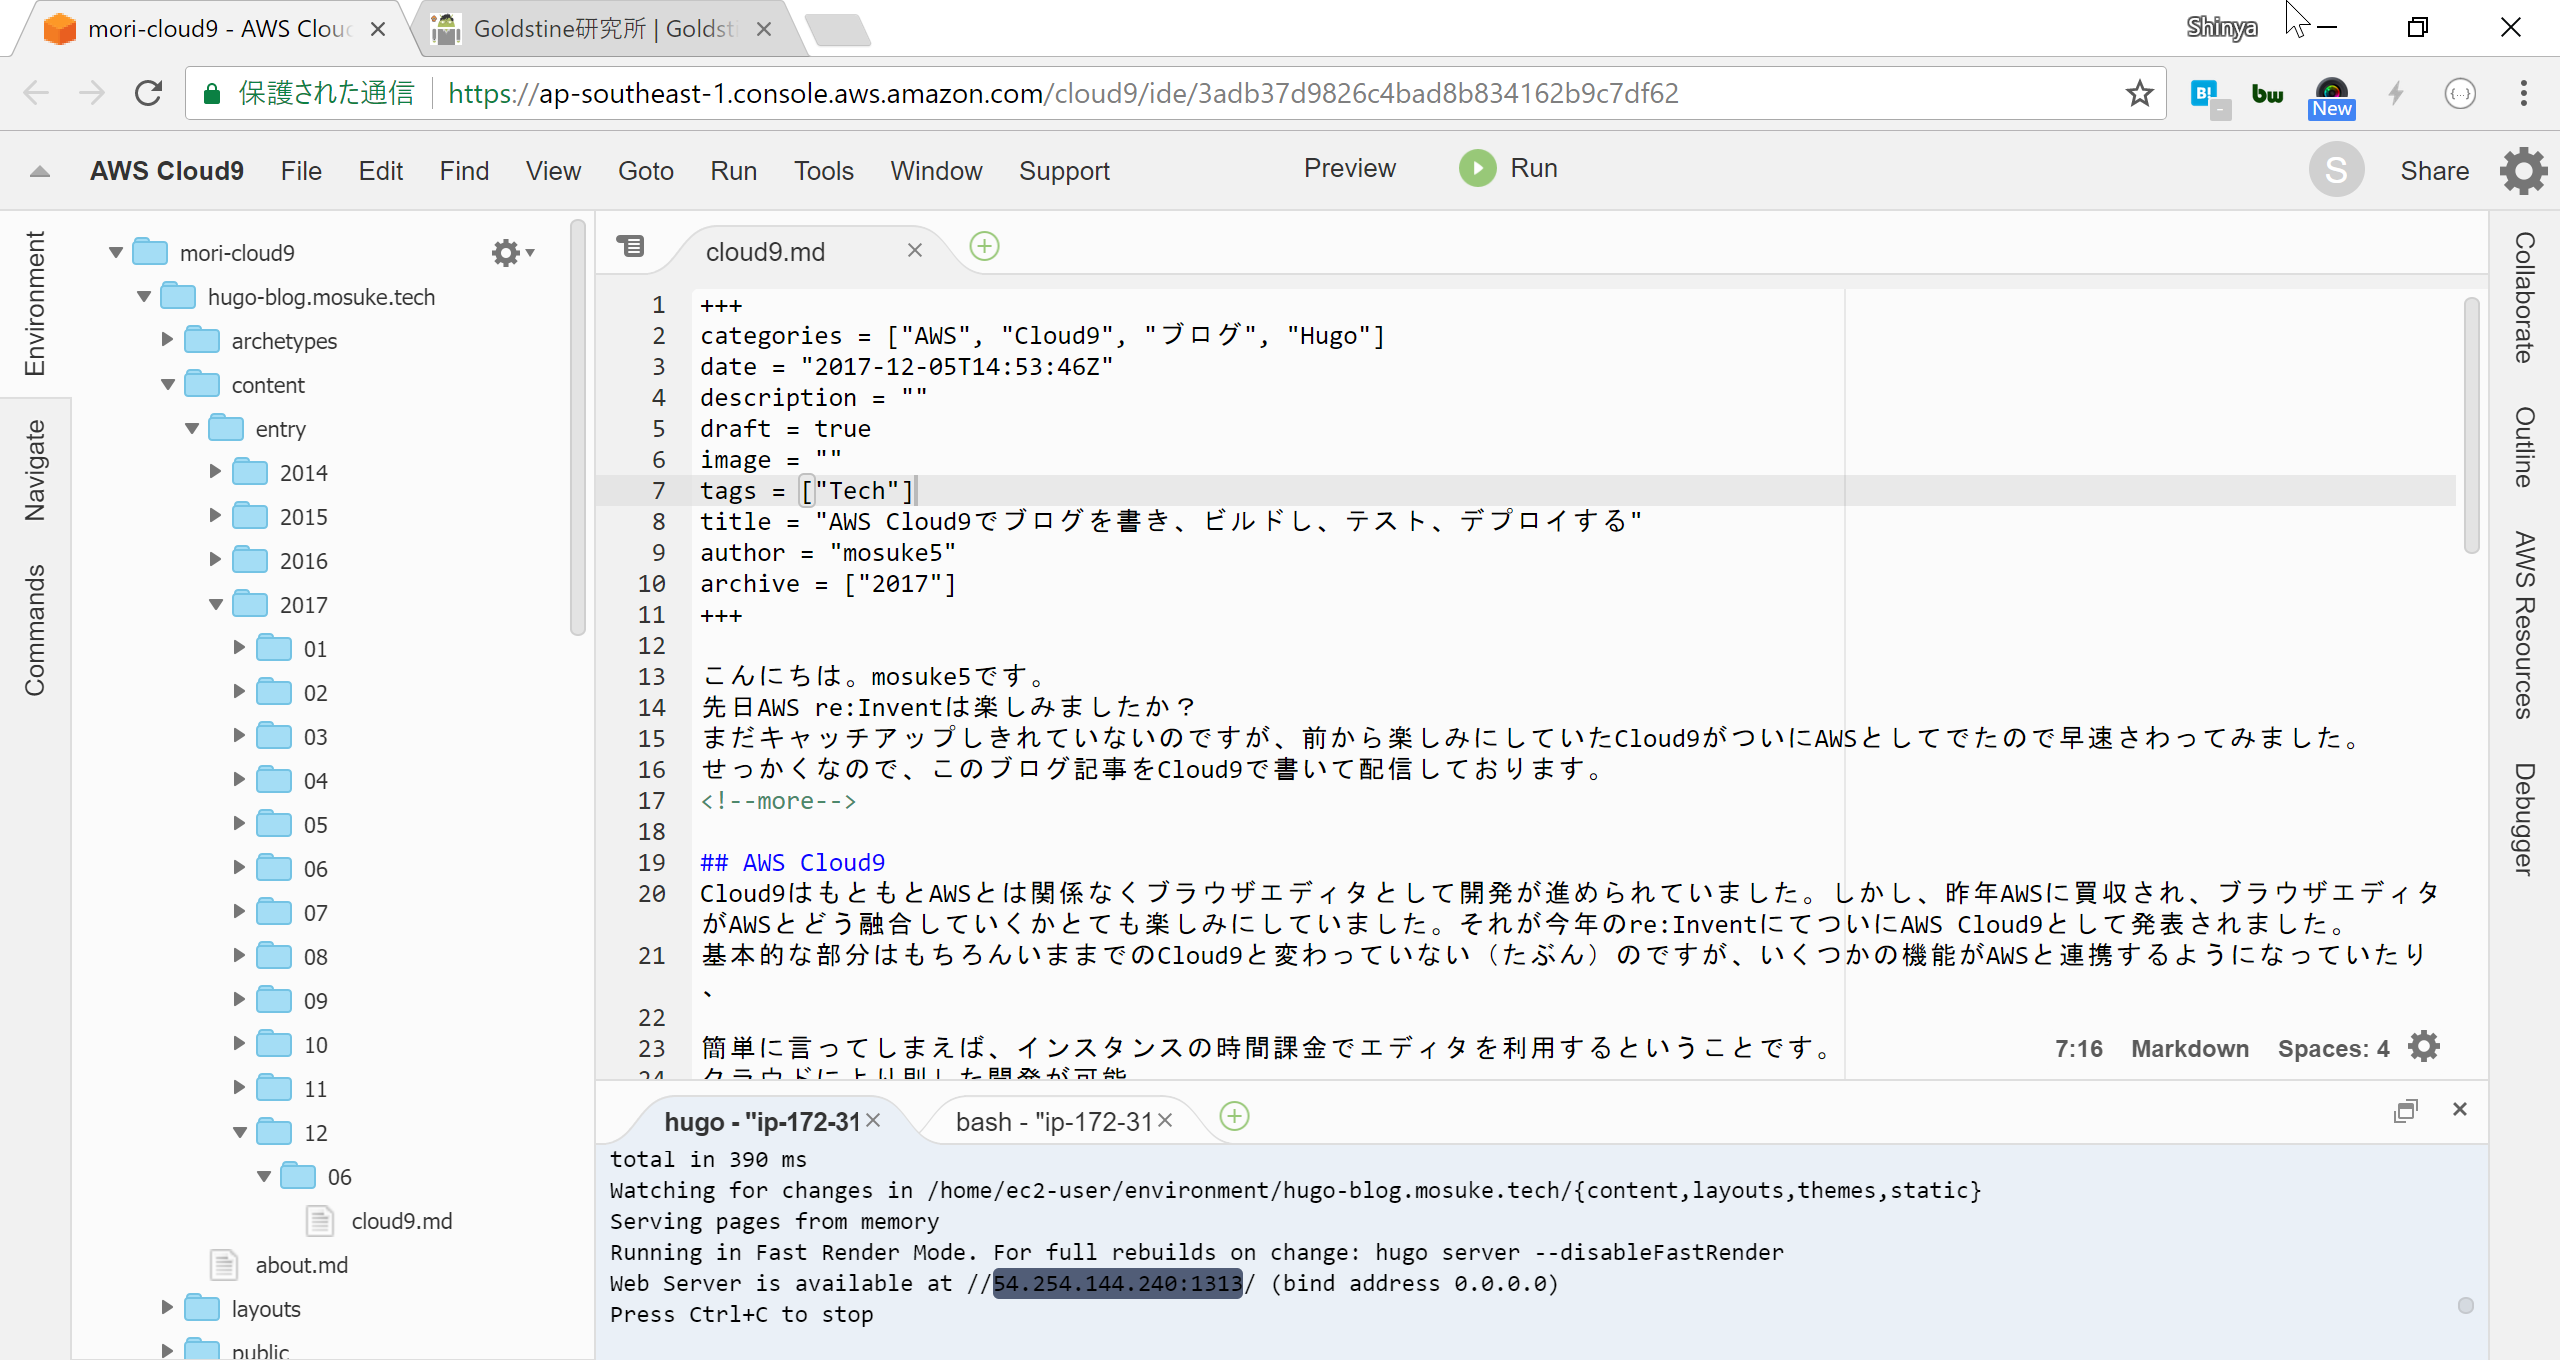 mori-cloud9 - AWS Clou
Goldstine研究所 | Goldst
Shinya
保護された通信
https://ap-southeast-1.console.aws.amazon.com/cloud9/ide/3adb37d9826c4bad8b834162b9c7df62
B!
bw
New
AWS Cloud9 File Edit Find View Goto Run Tools Window Support Preview Run
S
Share
Environment
Navigate
Commands
mori-cloud9
hugo-blog.mosuke.tech
archetypes
content
entry
2014
2015
2016
2017
01
02
03
04
05
06
07
08
09
10
11
12
06
cloud9.md
about.md
layouts
public
cloud9.md
1 +++
2 categories = ["AWS", "Cloud9", "ブログ", "Hugo"]
3 date = "2017-12-05T14:53:46Z"
4 description = ""
5 draft = true
6 image = ""
7 tags = ["Tech"]
8 title = "AWS Cloud9でブログを書き、ビルドし、テスト、デプロイする"
9 author = "mosuke5"
10 archive = ["2017"]
11 +++
12
13 こんにちは。mosuke5です。
14 先日AWS re:Inventは楽しみましたか？
15 まだキャッチアップしきれていないのですが、前から楽しみにしていたCloud9がついにAWSとしてでたので早速さわってみました。
16 せっかくなので、このブログ記事をCloud9で書いて配信しております。
17 <!--more-->
18
19 ## AWS Cloud9
20 Cloud9はもともとAWSとは関係なくブラウザエディタとして開発が進められていました。しかし、昨年AWSに買収され、ブラウザエディタ
がAWSとどう融合していくかとても楽しみにしていました。それが今年のre:InventにてついにAWS Cloud9として発表されました。
21 基本的な部分はもちろんいままでのCloud9と変わっていない（たぶん）のですが、いくつかの機能がAWSと連携するようになっていたり
、
22
23 簡単に言ってしまえば、インスタンスの時間課金でエディタを利用するということです。
24 クラウドにより則した開発が可能
7:16 Markdown Spaces: 4
Collaborate
Outline
AWS Resources
Debugger
hugo - "ip-172-31
bash - "ip-172-31
total in 390 ms
Watching for changes in /home/ec2-user/environment/hugo-blog.mosuke.tech/{content,layouts,themes,static}
Serving pages from memory
Running in Fast Render Mode. For full rebuilds on change: hugo server --disableFastRender
Web Server is available at //54.254.144.240:1313/ (bind address 0.0.0.0)
Press Ctrl+C to stop